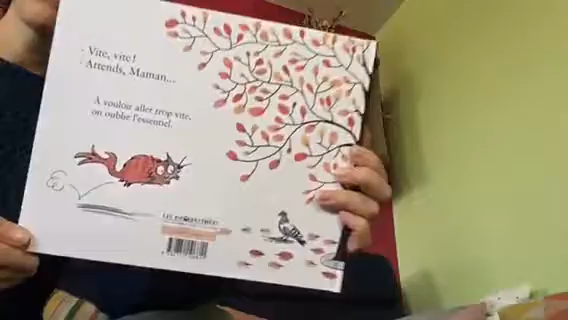 - Vite, vite !
- Attends, Maman...
À vouloir aller trop vite,
on oublie l'essentiel.